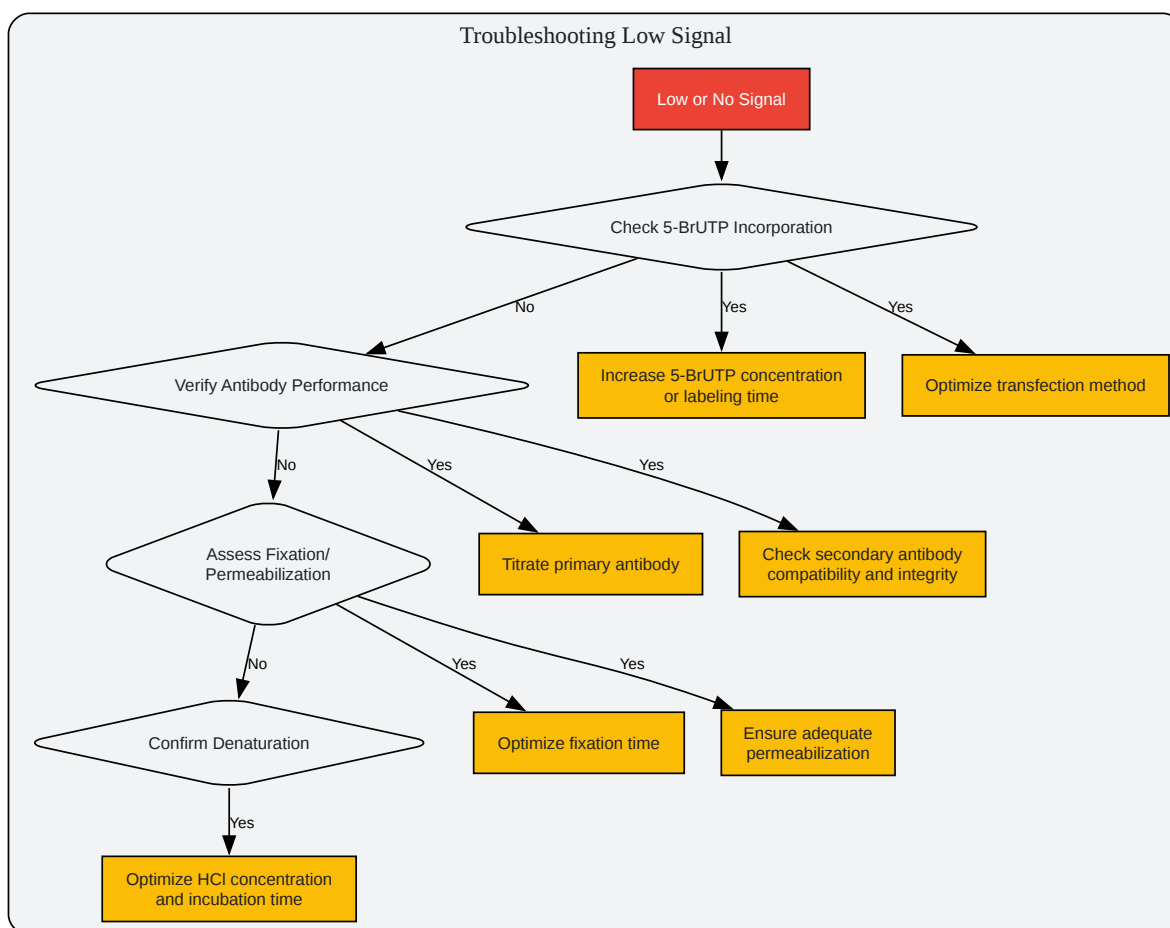 Troubleshooting Low Signal
Low or No Signal
Check 5-BrUTP Incorporation
No
Yes
Yes
Verify Antibody Performance
Increase 5-BrUTP concentration
or labeling time
Optimize transfection method
No
Yes
Yes
Assess Fixation/
Permeabilization
Titrate primary antibody
Check secondary antibody
compatibility and integrity
No
Yes
Yes
Confirm Denaturation
Optimize fixation time
Ensure adequate
permeabilization
Yes
Optimize HCl concentration
and incubation time